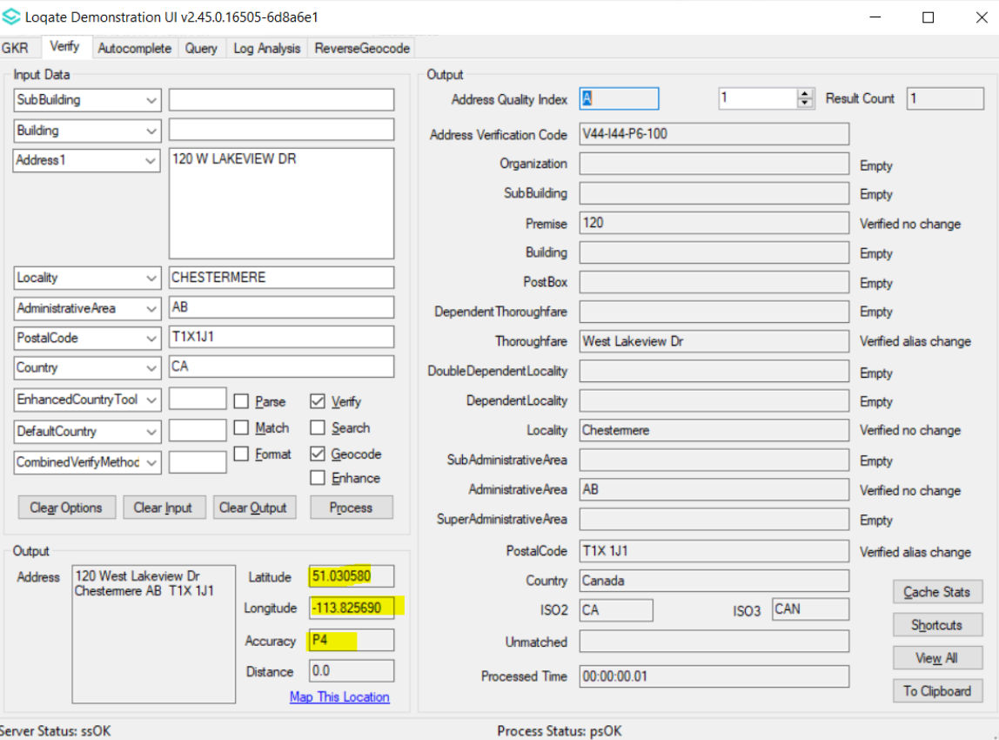 Loqate Demonstration UI v2.45.0.16505-6d8a6e1
GKR Verify Autocomplete Query Log Analysis ReverseGeocode
Input Data
SubBuilding
Building
Address1 120 W LAKEVIEW DR
Locality CHESTERMERE
AdministrativeArea AB
PostalCode T1X1J1
Country CA
EnhancedCountryTool Parse Verify
DefaultCountry Match Search
CombinedVerifyMethod Format Geocode
Enhance
Clear Options Clear Input Clear Output Process
Output
Address 120 West Lakeview Dr
Chestermere AB T1X 1J1
Latitude 51.030580
Longitude -113.825690
Accuracy P4
Distance 0.0
Map This Location
Output
Address Quality Index A 1 Result Count 1
Address Verification Code V44-I44-P6-100
Organization Empty
SubBuilding Empty
Premise 120 Verified no change
Building Empty
PostBox Empty
DependentThoroughfare Empty
Thoroughfare West Lakeview Dr Verified alias change
DoubleDependentLocality Empty
DependentLocality Empty
Locality Chestermere Verified no change
SubAdministrativeArea Empty
AdministrativeArea AB Verified no change
SuperAdministrativeArea Empty
PostalCode T1X 1J1 Verified alias change
Country Canada
ISO2 CA ISO3 CAN
Unmatched
Processed Time 00:00:00.01
Cache Stats
Shortcuts
View All
To Clipboard
Server Status: ssOK Process Status: psOK